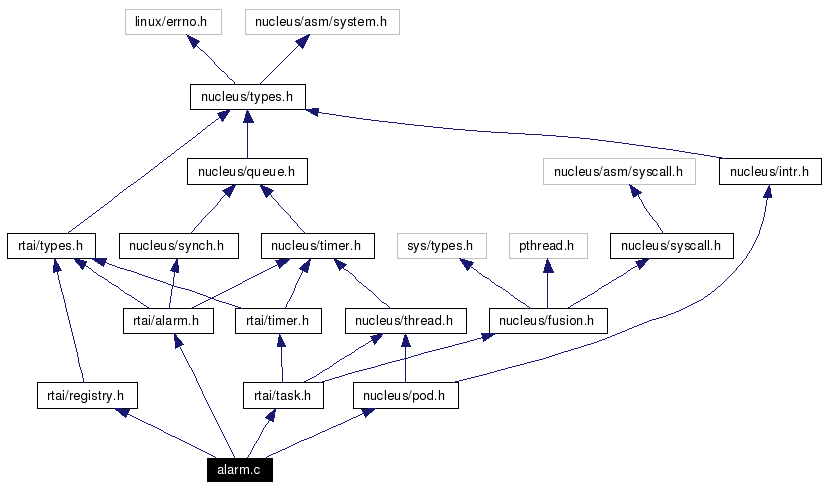 linux/errno.h
nucleus/asm/system.h
nucleus/types.h
nucleus/queue.h
nucleus/asm/syscall.h
nucleus/intr.h
rtai/types.h
nucleus/synch.h
nucleus/timer.h
sys/types.h
pthread.h
nucleus/syscall.h
rtai/alarm.h
rtai/timer.h
nucleus/thread.h
nucleus/fusion.h
rtai/registry.h
rtai/task.h
nucleus/pod.h
alarm.c